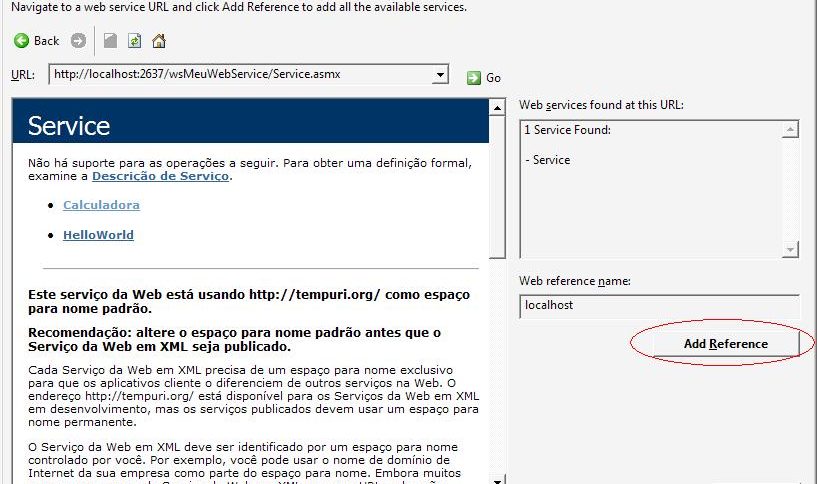 Navigate to a web service URL and click Add Reference to add all the available services.
Back
URL: http://localhost:2637/wsMeuWebService/Service.asmx Go
Service
Não há suporte para as operações a seguir. Para obter uma definição formal,
examine a Descrição de Serviço.
Calculadora
HelloWorld
Este serviço da Web está usando http://tempuri.org/ como espaço
para nome padrão.
Recomendação: altere o espaço para nome padrão antes que o
Serviço da Web em XML seja publicado.
Cada Serviço da Web em XML precisa de um espaço para nome exclusivo
para que os aplicativos cliente o diferenciem de outros serviços na Web. O
endereço http://tempuri.org/ está disponível para os Serviços da Web em XML
em desenvolvimento, mas os serviços publicados devem usar um espaço para
nome permanente.
O Serviço da Web em XML deve ser identificado por um espaço para nome
controlado por você. Por exemplo, você pode usar o nome de domínio de
Internet da sua empresa como parte do espaço para nome. Embora muitos
Web services found at this URL:
1 Service Found:
- Service
Web reference name:
localhost
Add Reference